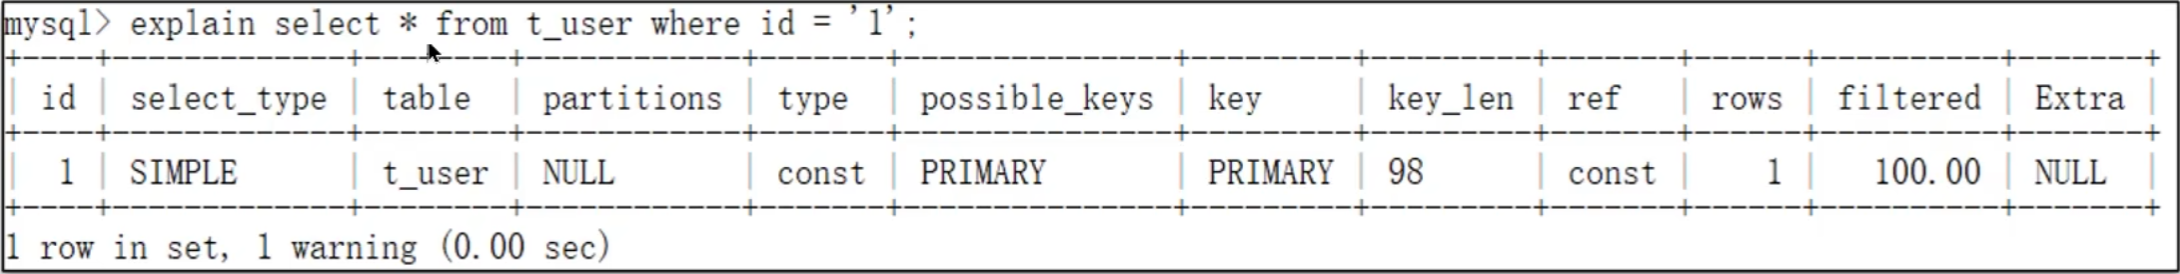 mysql> explain select * from t_user where id = '1';
+----+-------------+--------+------------+-------+---------------+---------+---------+-------+------+----------+-------+
| id | select_type | table | partitions | type | possible_keys | key | key_len | ref | rows | filtered | Extra |
+----+-------------+--------+------------+-------+---------------+---------+---------+-------+------+----------+-------+
| 1 | SIMPLE | t_user | NULL | const | PRIMARY | PRIMARY | 98 | const | 1 | 100.00 | NULL |
+----+-------------+--------+------------+-------+---------------+---------+---------+-------+------+----------+-------+
1 row in set, 1 warning (0.00 sec)